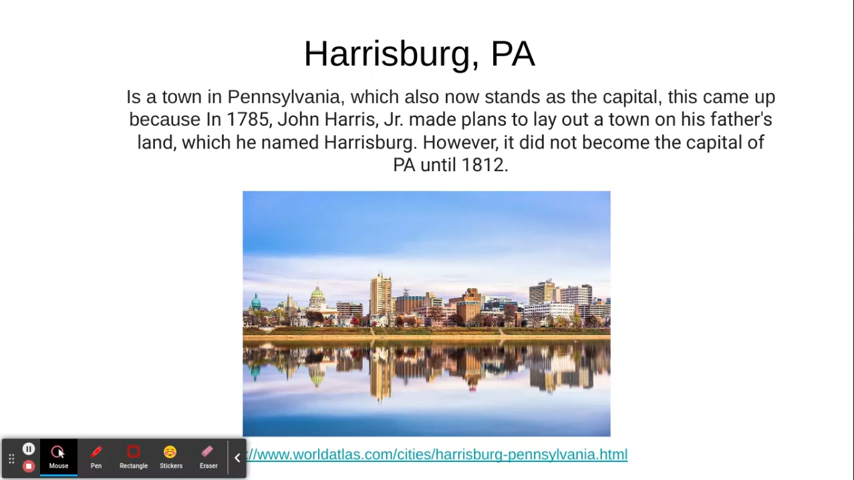 Harrisburg, PA
Is a town in Pennsylvania, which also now stands as the capital, this came up
because In 1785, John Harris, Jr. made plans to lay out a town on his father's
land, which he named Harrisburg. However, it did not become the capital of
PA until 1812.
://www.worldatlas.com/cities/harrisburg-pennsylvania.html
Mouse Pen Rectangle Stickers Eraser